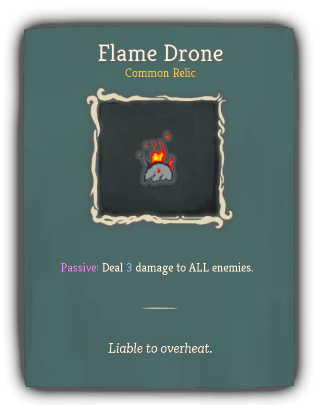 Flame Drone
Common Relic
Passive: Deal 3 damage to ALL enemies.
Liable to overheat.